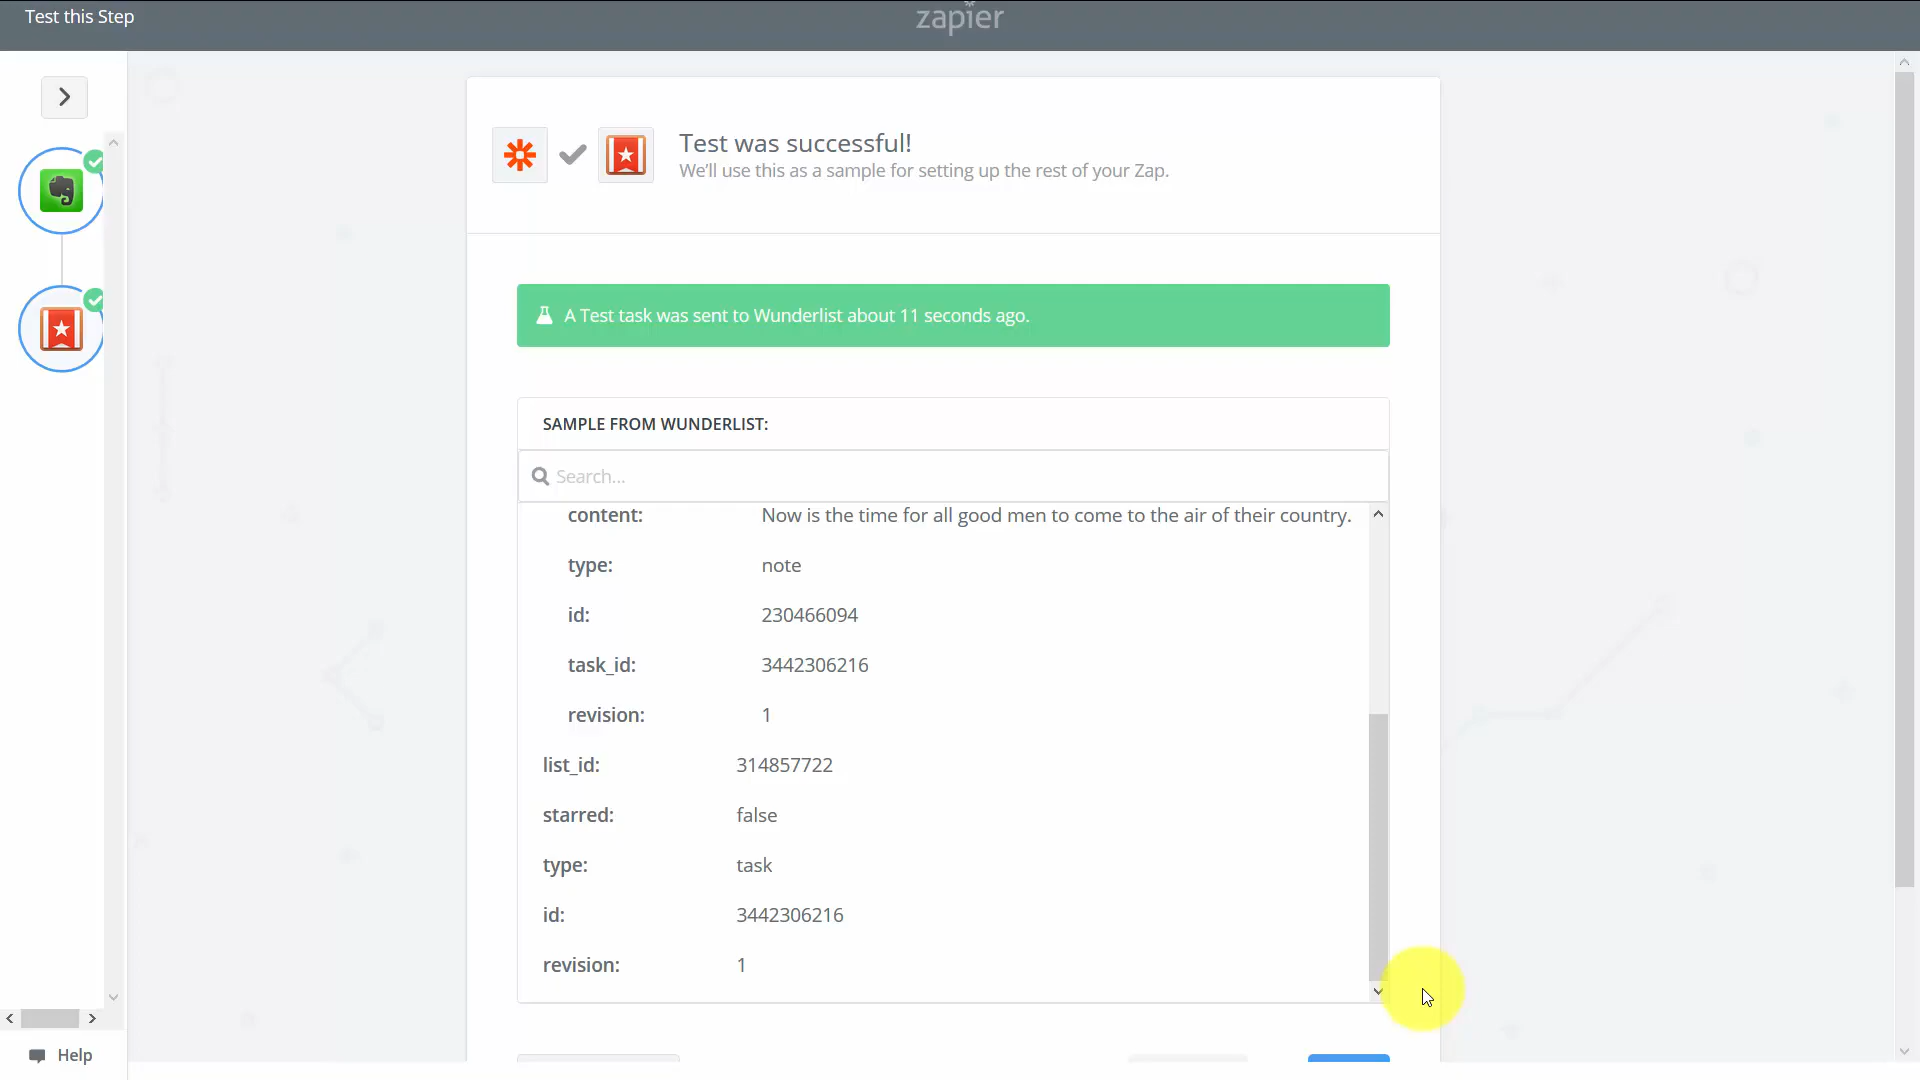 Test this Step
zapier
Test was successful!
We'll use this as a sample for setting up the rest of your Zap.
A Test task was sent to Wunderlist about 11 seconds ago.
SAMPLE FROM WUNDERLIST:
Search...
content: Now is the time for all good men to come to the air of their country.
type: note
id: 230466094
task_id: 3442306216
revision: 1
list_id: 314857722
starred: false
type: task
id: 3442306216
revision: 1
Help